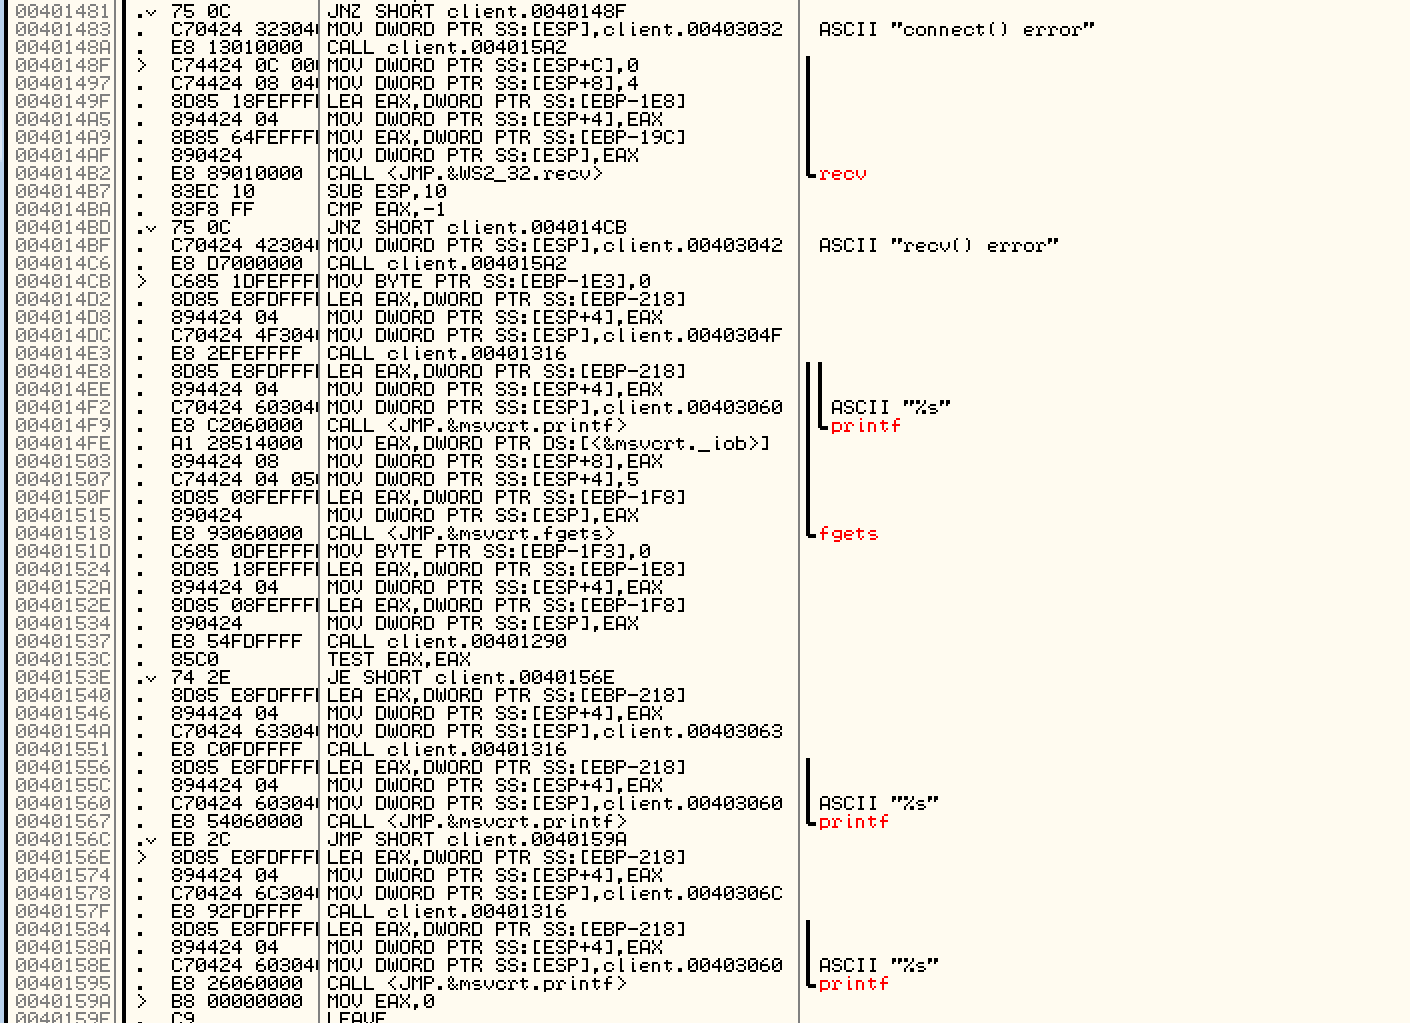 00401481 .v 75 0C JNZ SHORT client.0040148F
00401483 . C70424 32304 MOV DWORD PTR SS:[ESP],client.00403032 ASCII "connect() error"
0040148A . E8 13010000 CALL client.004015A2
0040148F > C74424 0C 00 MOV DWORD PTR SS:[ESP+C],0
00401497 . C74424 08 04 MOV DWORD PTR SS:[ESP+8],4
0040149F . 8D85 18FEFFF LEA EAX,DWORD PTR SS:[EBP-1E8]
004014A5 . 894424 04 MOV DWORD PTR SS:[ESP+4],EAX
004014A9 . 8B85 64FEFFF MOV EAX,DWORD PTR SS:[EBP-19C]
004014AF . 890424 MOV DWORD PTR SS:[ESP],EAX
004014B2 . E8 89010000 CALL <JMP.&WS2_32.recv> recv
004014B7 . 83EC 10 SUB ESP,10
004014BA . 83F8 FF CMP EAX,-1
004014BD .v 75 0C JNZ SHORT client.004014CB
004014BF . C70424 42304 MOV DWORD PTR SS:[ESP],client.00403042 ASCII "recv() error"
004014C6 . E8 D7000000 CALL client.004015A2
004014CB > C685 1DFEFFF MOV BYTE PTR SS:[EBP-1E3],0
004014D2 . 8D85 E8FDFFF LEA EAX,DWORD PTR SS:[EBP-218]
004014D8 . 894424 04 MOV DWORD PTR SS:[ESP+4],EAX
004014DC . C70424 4F304 MOV DWORD PTR SS:[ESP],client.0040304F
004014E3 . E8 2EFEFFFF CALL client.00401316
004014E8 . 8D85 E8FDFFF LEA EAX,DWORD PTR SS:[EBP-218]
004014EE . 894424 04 MOV DWORD PTR SS:[ESP+4],EAX
004014F2 . C70424 60304 MOV DWORD PTR SS:[ESP],client.00403060 ASCII "%s"
004014F9 . E8 C2060000 CALL <JMP.&msvcrt.printf> printf
004014FE . A1 28514000 MOV EAX,DWORD PTR DS:[<&msvcrt._iob>]
00401503 . 894424 08 MOV DWORD PTR SS:[ESP+8],EAX
00401507 . C74424 04 05 MOV DWORD PTR SS:[ESP+4],5
0040150F . 8D85 08FEFFF LEA EAX,DWORD PTR SS:[EBP-1F8]
00401515 . 890424 MOV DWORD PTR SS:[ESP],EAX
00401518 . E8 93060000 CALL <JMP.&msvcrt.fgets> fgets
0040151D . C685 0DFEFFF MOV BYTE PTR SS:[EBP-1F3],0
00401524 . 8D85 18FEFFF LEA EAX,DWORD PTR SS:[EBP-1E8]
0040152A . 894424 04 MOV DWORD PTR SS:[ESP+4],EAX
0040152E . 8D85 08FEFFF LEA EAX,DWORD PTR SS:[EBP-1F8]
00401534 . 890424 MOV DWORD PTR SS:[ESP],EAX
00401537 . E8 54FDFFFF CALL client.00401290
0040153C . 85C0 TEST EAX,EAX
0040153E .v 74 2E JE SHORT client.0040156E
00401540 . 8D85 E8FDFFF LEA EAX,DWORD PTR SS:[EBP-218]
00401546 . 894424 04 MOV DWORD PTR SS:[ESP+4],EAX
0040154A . C70424 63304 MOV DWORD PTR SS:[ESP],client.00403063
00401551 . E8 C0FDFFFF CALL client.00401316
00401556 . 8D85 E8FDFFF LEA EAX,DWORD PTR SS:[EBP-218]
0040155C . 894424 04 MOV DWORD PTR SS:[ESP+4],EAX
00401560 . C70424 60304 MOV DWORD PTR SS:[ESP],client.00403060 ASCII "%s"
00401567 . E8 54060000 CALL <JMP.&msvcrt.printf> printf
0040156C .v EB 2C JMP SHORT client.0040159A
0040156E > 8D85 E8FDFFF LEA EAX,DWORD PTR SS:[EBP-218]
00401574 . 894424 04 MOV DWORD PTR SS:[ESP+4],EAX
00401578 . C70424 6C304 MOV DWORD PTR SS:[ESP],client.0040306C
0040157F . E8 92FDFFFF CALL client.00401316
00401584 . 8D85 E8FDFFF LEA EAX,DWORD PTR SS:[EBP-218]
0040158A . 894424 04 MOV DWORD PTR SS:[ESP+4],EAX
0040158E . C70424 60304 MOV DWORD PTR SS:[ESP],client.00403060 ASCII "%s"
00401595 . E8 26060000 CALL <JMP.&msvcrt.printf> printf
0040159A > B8 00000000 MOV EAX,0
0040159F . C9 LEAVE